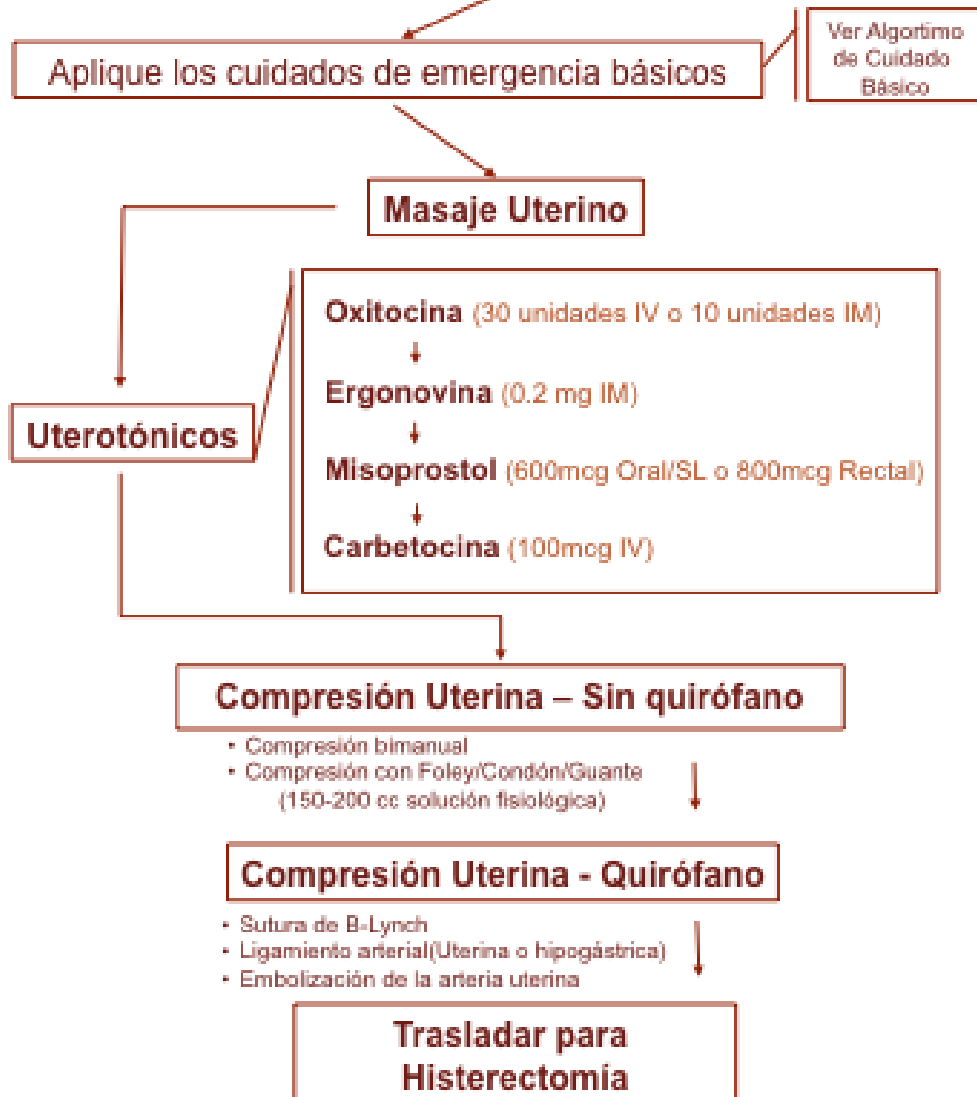 Aplique los cuidados de emergencia básicos
Ver Algortimo
de Cuidado
Básico
Masaje Uterino
Uterotónicos
Oxitocina (30 unidades IV o 10 unidades IM)
Ergonovina (0.2 mg IM)
Misoprostol (600mcg Oral/SL o 800mcg Rectal)
Carbetocina (100mcg IV)
Compresión Uterina – Sin quirófano
• Compresión bimanual
• Compresión con Foley/Condón/Guante
(150-200 cc solución fisiológica)
Compresión Uterina - Quirófano
• Sutura de B-Lynch
• Ligamiento arterial(Uterina o hipogástrica)
• Embolización de la arteria uterina
Trasladar para
Histerectomía